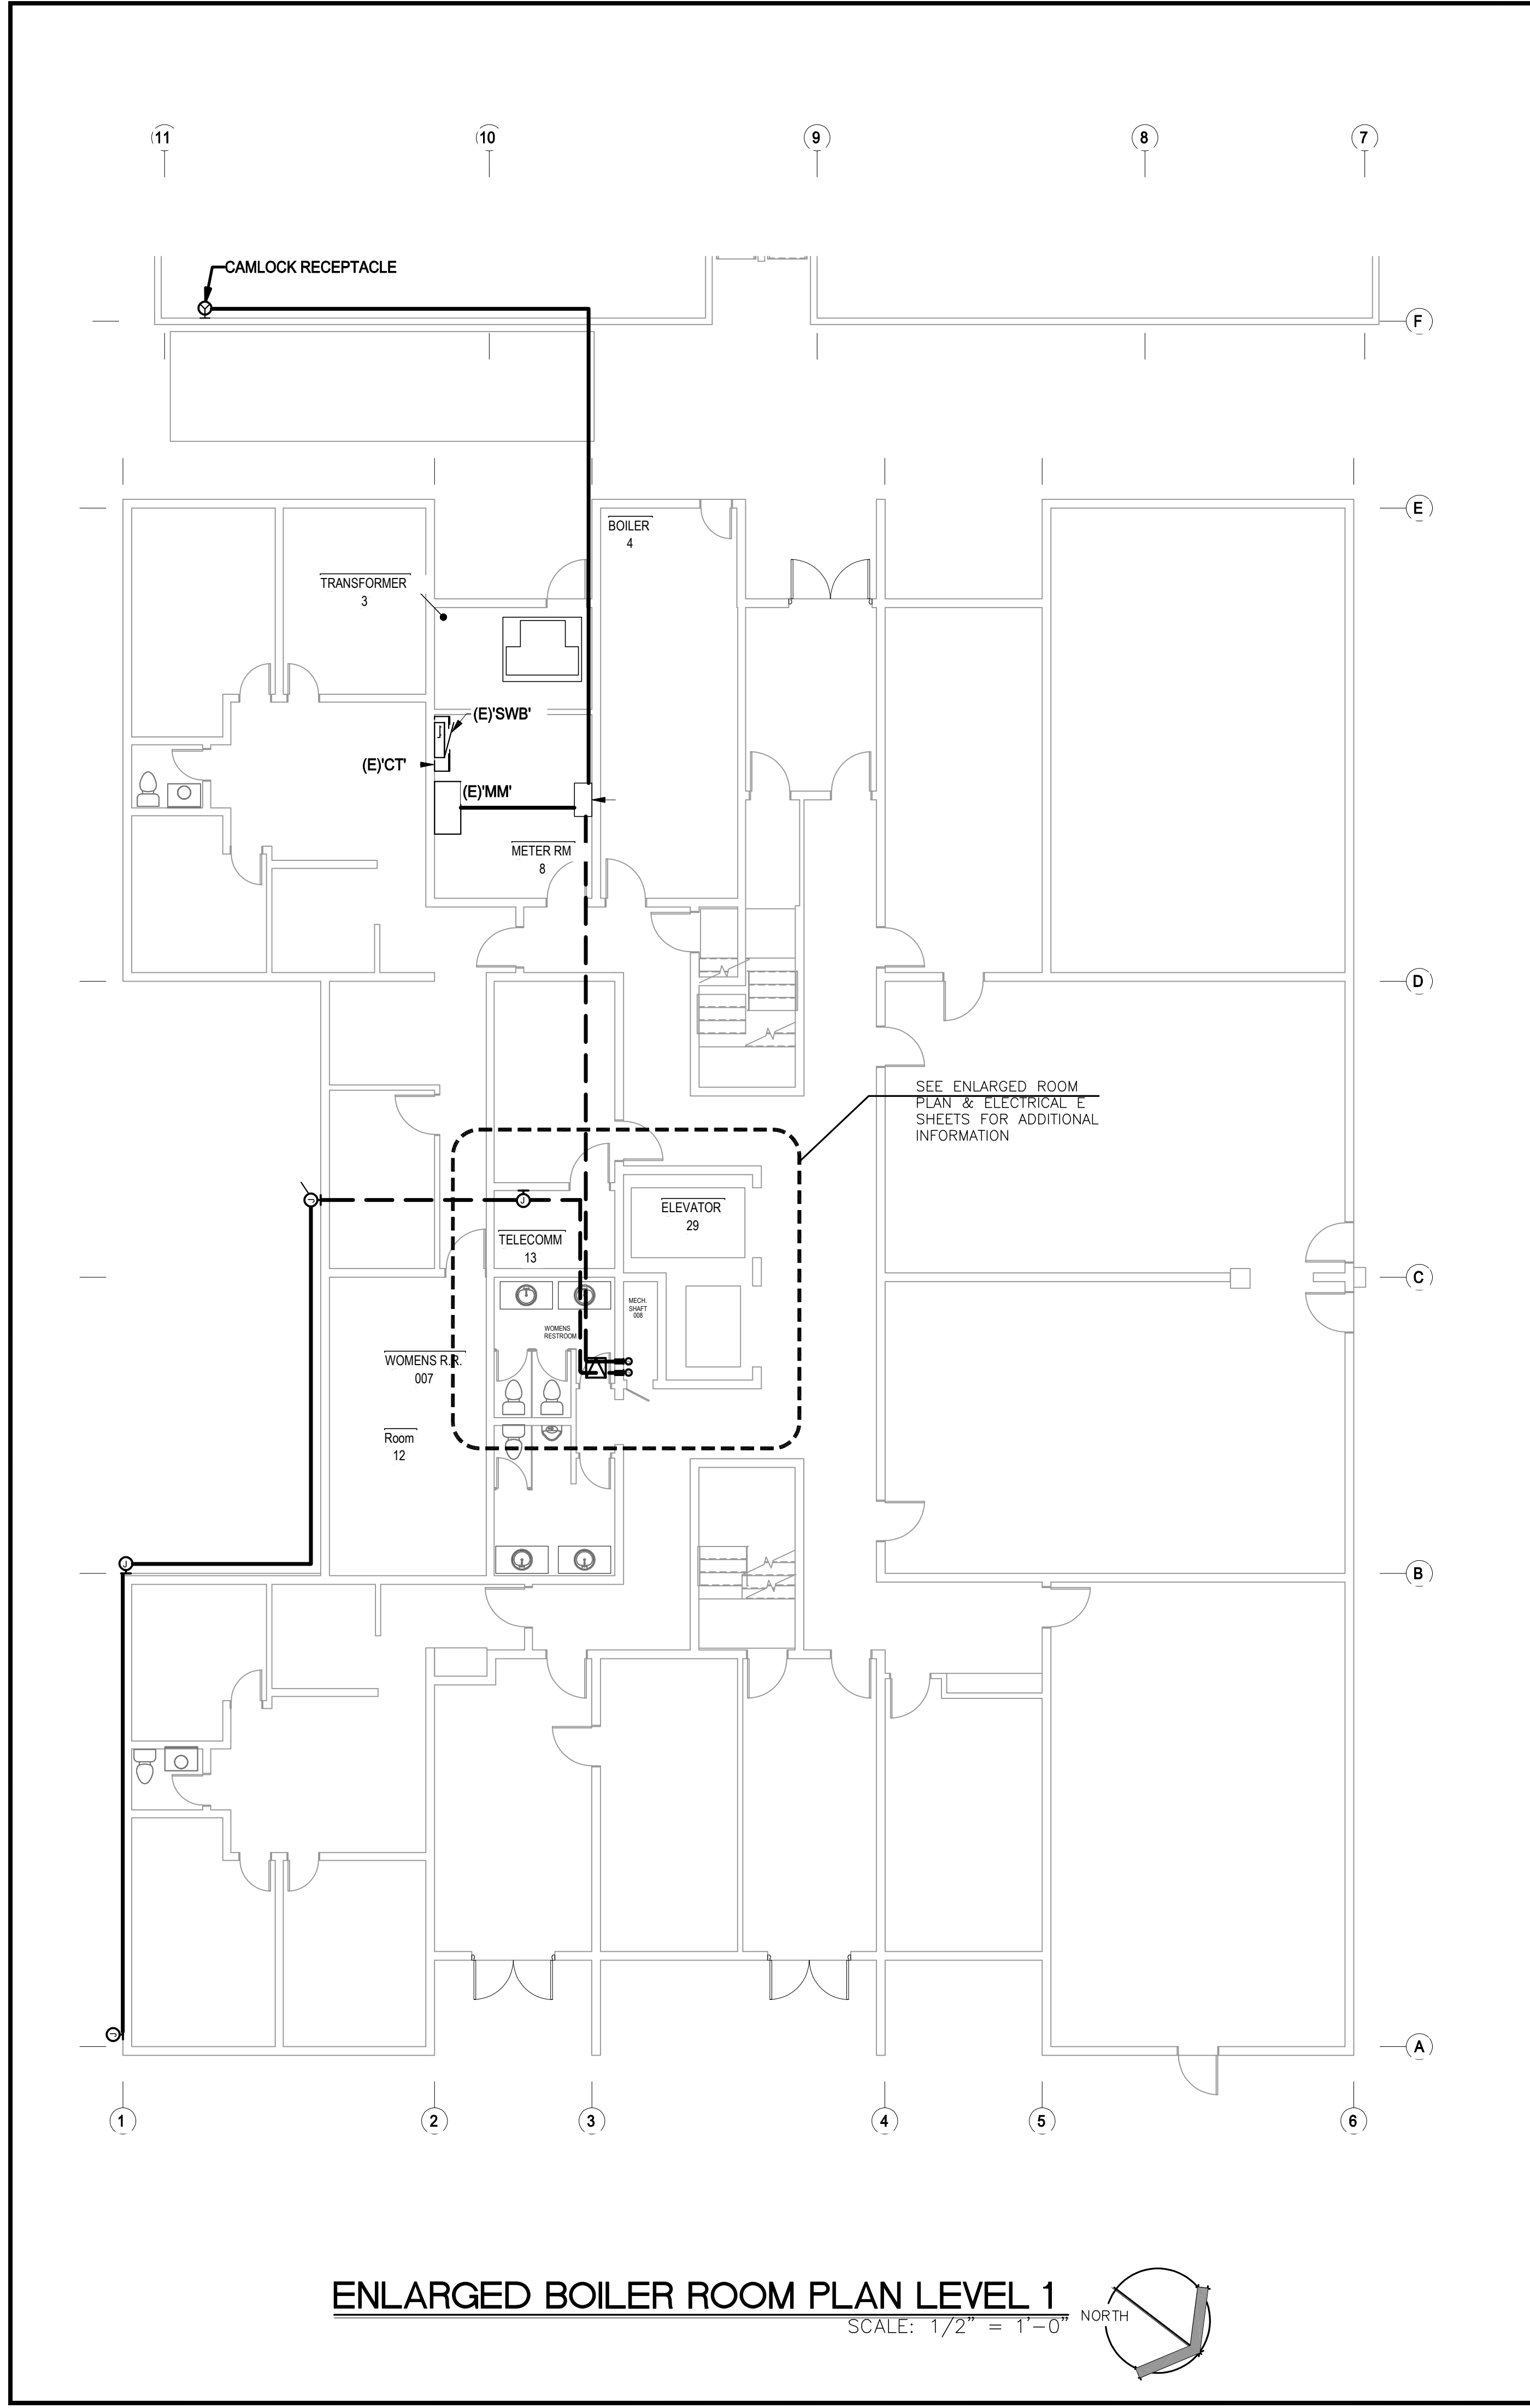 11
10
9
8
7
CAMLOCK RECEPTACLE
F
E
BOILER
4
TRANSFORMER
3
(E)'SWB'
J
(E)'CT'
(E)'MM'
METER RM
8
D
SEE ENLARGED ROOM
PLAN & ELECTRICAL E
SHEETS FOR ADDITIONAL
INFORMATION
J
J
ELEVATOR
29
TELECOMM
13
C
MECH.
SHAFT
008
WOMENS
RESTROOM
WOMENS R.R.
007
Room
12
J
B
J
A
1
2
3
4
5
6
ENLARGED BOILER ROOM PLAN LEVEL 1
SCALE: 1/2" = 1'-0"
NORTH